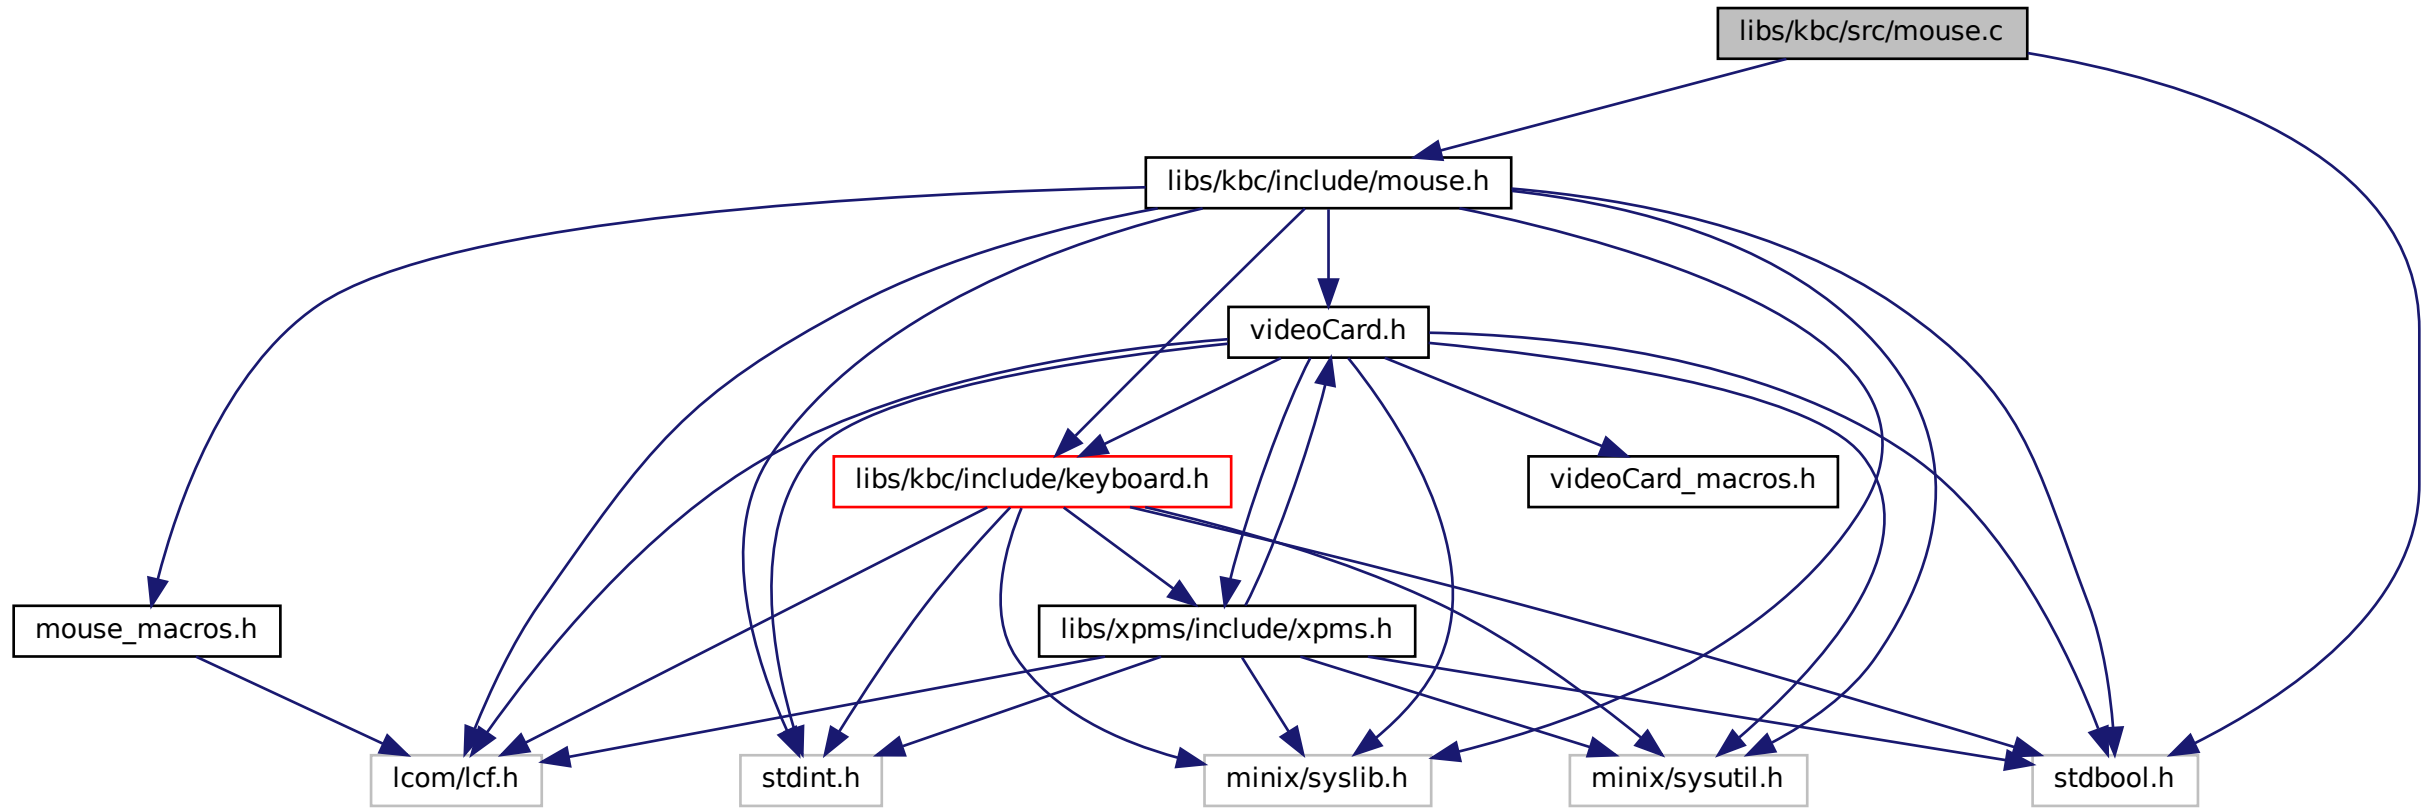 libs/kbc/src/mouse.c
libs/kbc/include/mouse.h
videoCard.h
libs/kbc/include/keyboard.h
videoCard_macros.h
mouse_macros.h
libs/xpms/include/xpms.h
lcom/lcf.h
stdint.h
minix/syslib.h
minix/sysutil.h
stdbool.h